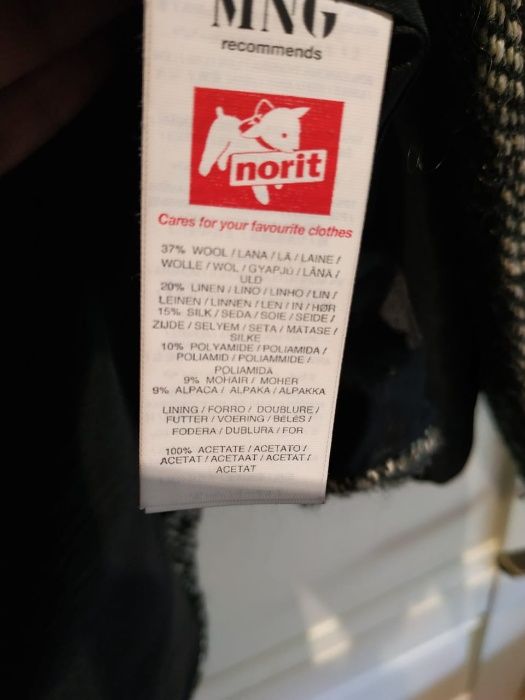 MNG
recommends
norit
Cares for your favourite clothes
37% WOOL / LANA / LÃ / LAINE /
WOLLE / WOL / GYAPJÚ / LÂNA /
ULD
20% LINEN / LINO / LINHO / LIN /
LEINEN / LINNEN / LEN / IN / HØR
15% SILK / SEDA / SOIE / SEIDE /
ZIJDE / SELYEM / SETA / MATASE /
SILKE
10% POLYAMIDE / POLIAMIDA /
POLIAMID / POLIAMMIDE /
POLIAMIDA
9% MOHAIR / MOHER
9% ALPACA / ALPAKA / ALPAKKA
LINING / FORRO / DOUBLURE /
FUTTER / VOERING / BéLéS /
FODERA / DUBLURA / FOR
100% ACETATE / ACETATO /
ACETAT / ACETAAT / ACETAT /
ACETAT